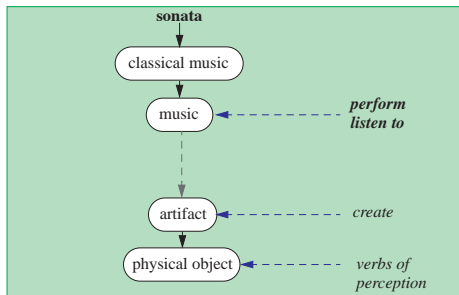 sonata
classical music
music
perform
listen to
artifact
create
physical object
verbs of
perception